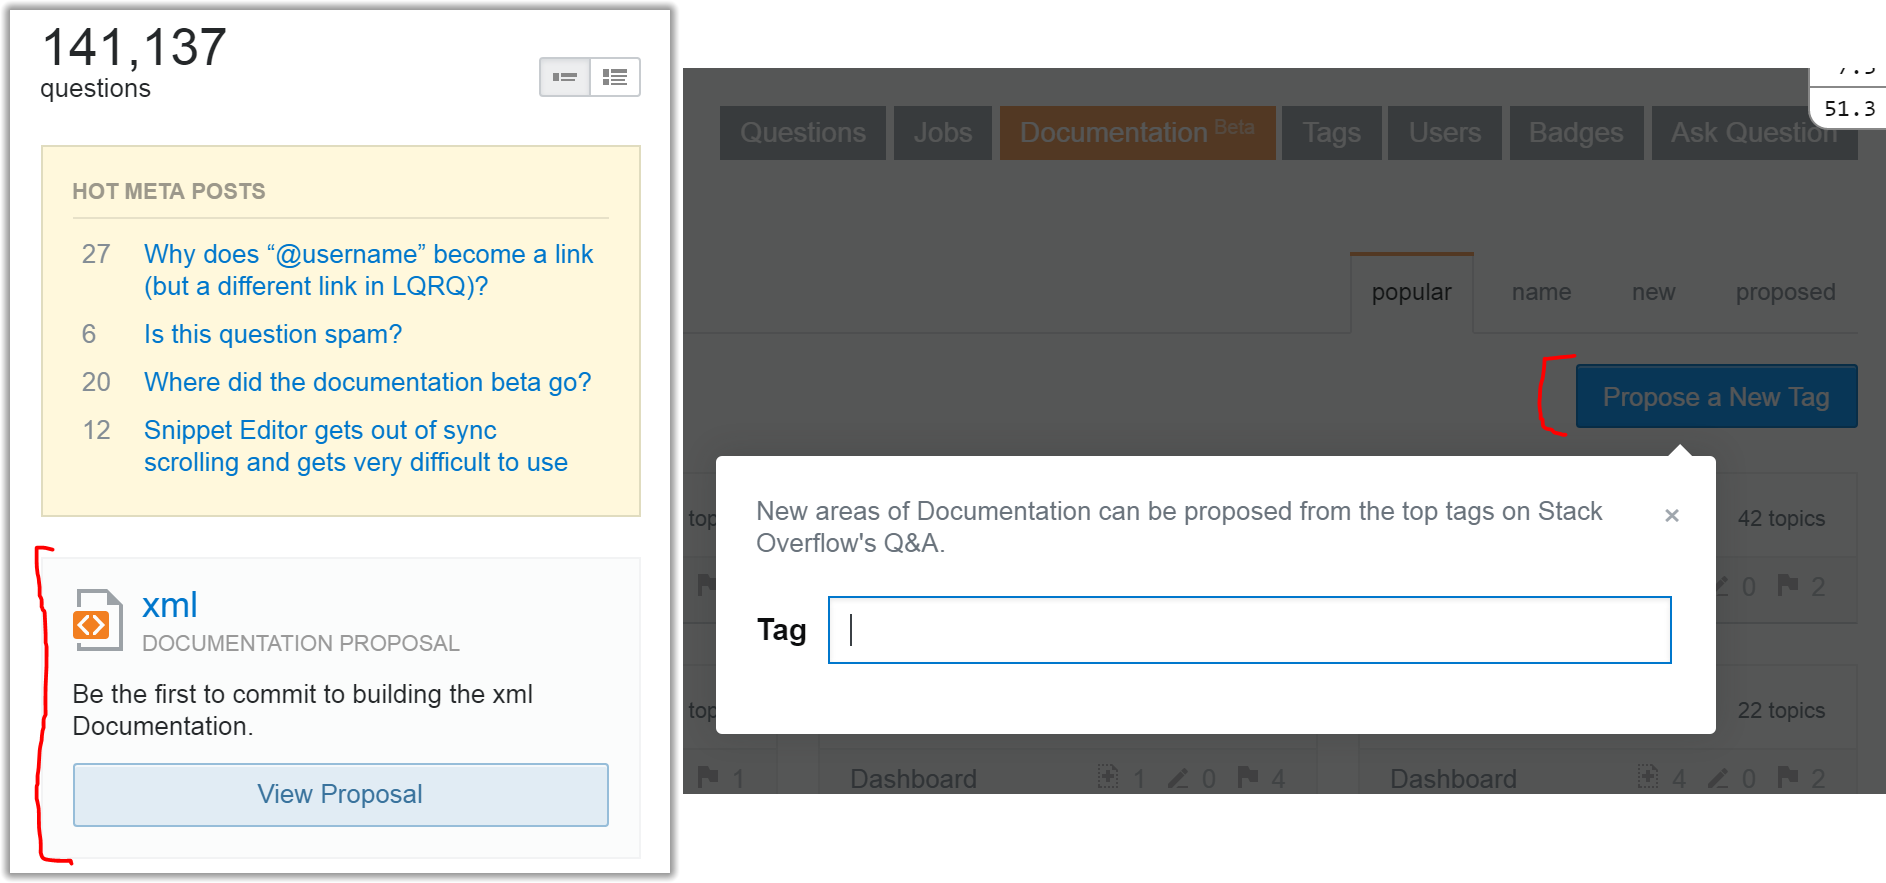 141,137
questions
HOT META POSTS
27 Why does “@username” become a link
(but a different link in LQRQ)?
6 Is this question spam?
20 Where did the documentation beta go?
12 Snippet Editor gets out of sync
scrolling and gets very difficult to use
xml
DOCUMENTATION PROPOSAL
Be the first to commit to building the xml
Documentation.
View Proposal
51.3
Questions Jobs Documentation Beta Tags Users Badges Ask Question
popular name new proposed
Propose a New Tag
New areas of Documentation can be proposed from the top tags on Stack ×
Overflow's Q&A.
Tag
42 topics
0 2
22 topics
1 Dashboard 1 0 4 Dashboard 4 0 2